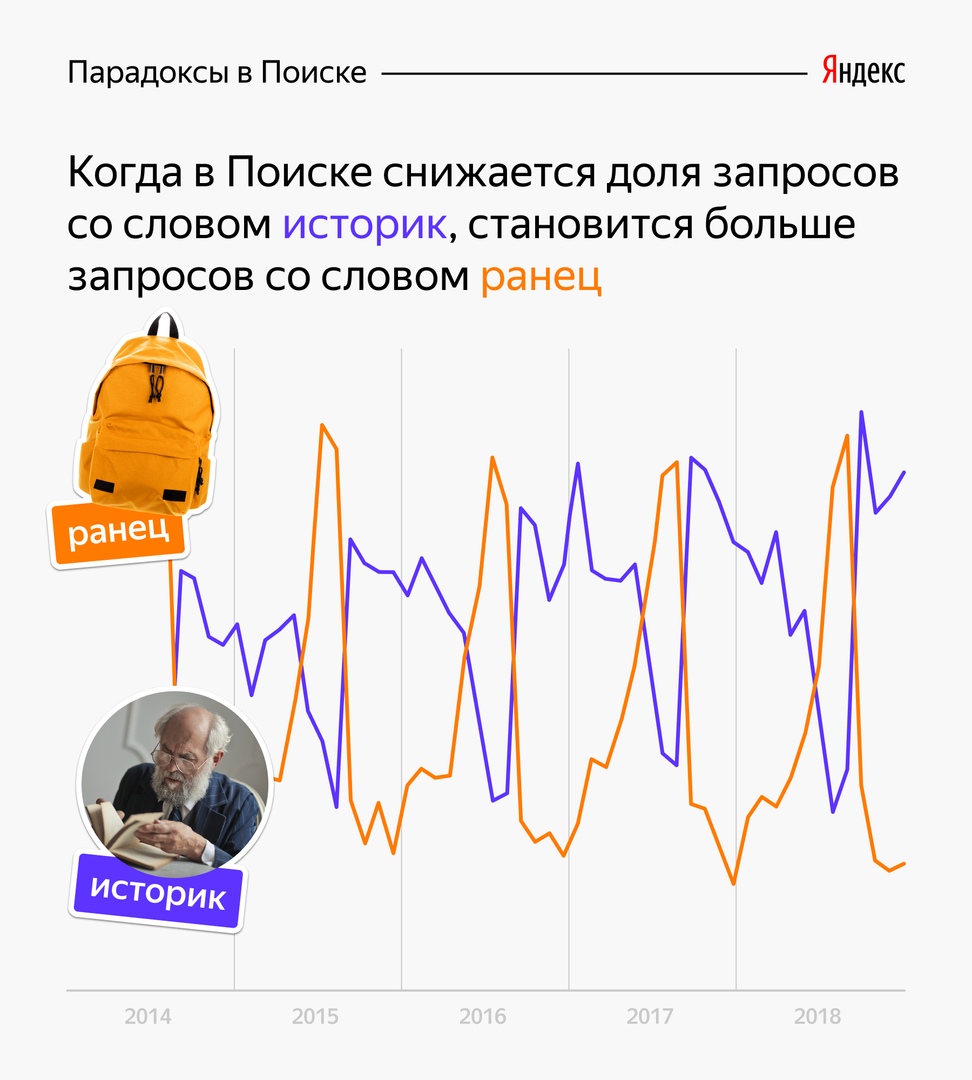 Парадоксы в Поиске
Яндекс
Когда в Поиске снижается доля запросов
со словом историк, становится больше
запросов со словом ранец
ранец
историк
2014 2015 2016 2017 2018